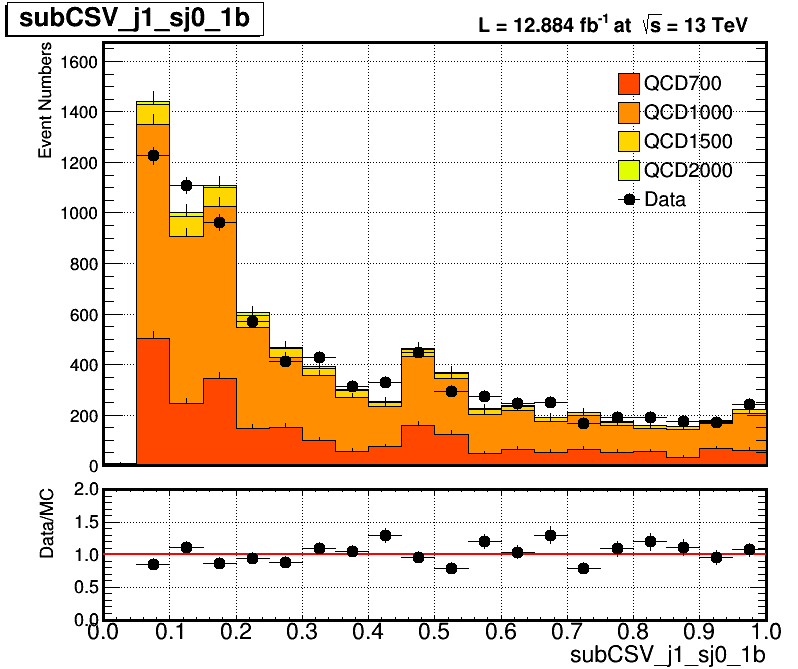 subCSV_j1_sj0_1b
L = 12.884 fb-1 at √s = 13 TeV
Event Numbers
1600
1400
1200
1000
800
600
400
200
0
QCD700
QCD1000
QCD1500
QCD2000
Data
Data/MC
2.0
1.5
1.0
0.5
0.0
0.0 0.1 0.2 0.3 0.4 0.5 0.6 0.7 0.8 0.9 1.0
subCSV_j1_sj0_1b